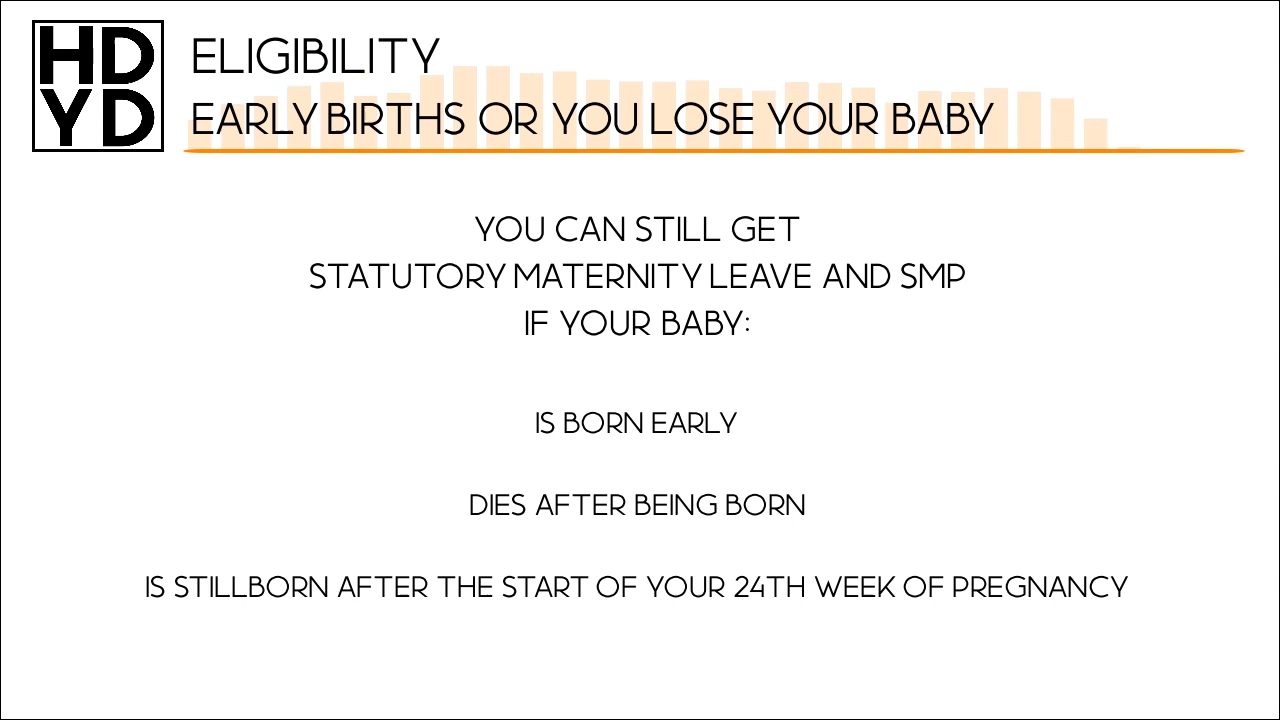 HD
YD
ELIGIBILITY
EARLY BIRTHS OR YOU LOSE YOUR BABY
YOU CAN STILL GET
STATUTORY MATERNITY LEAVE AND SMP
IF YOUR BABY:
IS BORN EARLY
DIES AFTER BEING BORN
IS STILLBORN AFTER THE START OF YOUR 24TH WEEK OF PREGNANCY